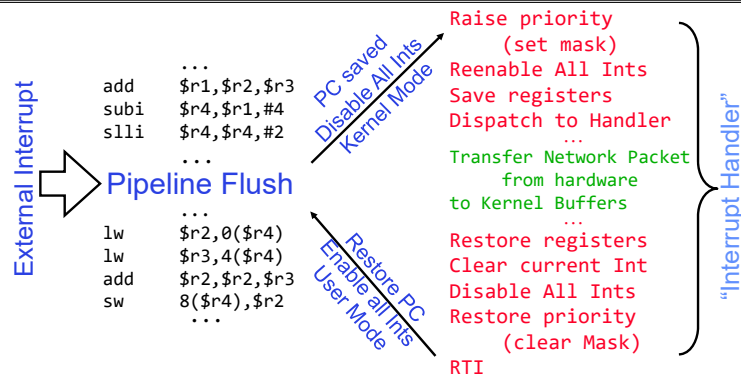 External Interrupt
...
add $r1,$r2,$r3
subi $r4,$r1,#4
slli $r4,$r4,#2
...
Pipeline Flush
...
lw $r2,0($r4)
lw $r3,4($r4)
add $r2,$r2,$r3
sw 8($r4),$r2
...
PC saved
Disable All Ints
Kernel Mode
Raise priority
(set mask)
Reenable All Ints
Save registers
Dispatch to Handler
...
Transfer Network Packet
from hardware
to Kernel Buffers
...
Restore registers
Clear current Int
Disable All Ints
Restore priority
(clear Mask)
RTI
Restore PC
Enable all Ints
User Mode
“Interrupt Handler”